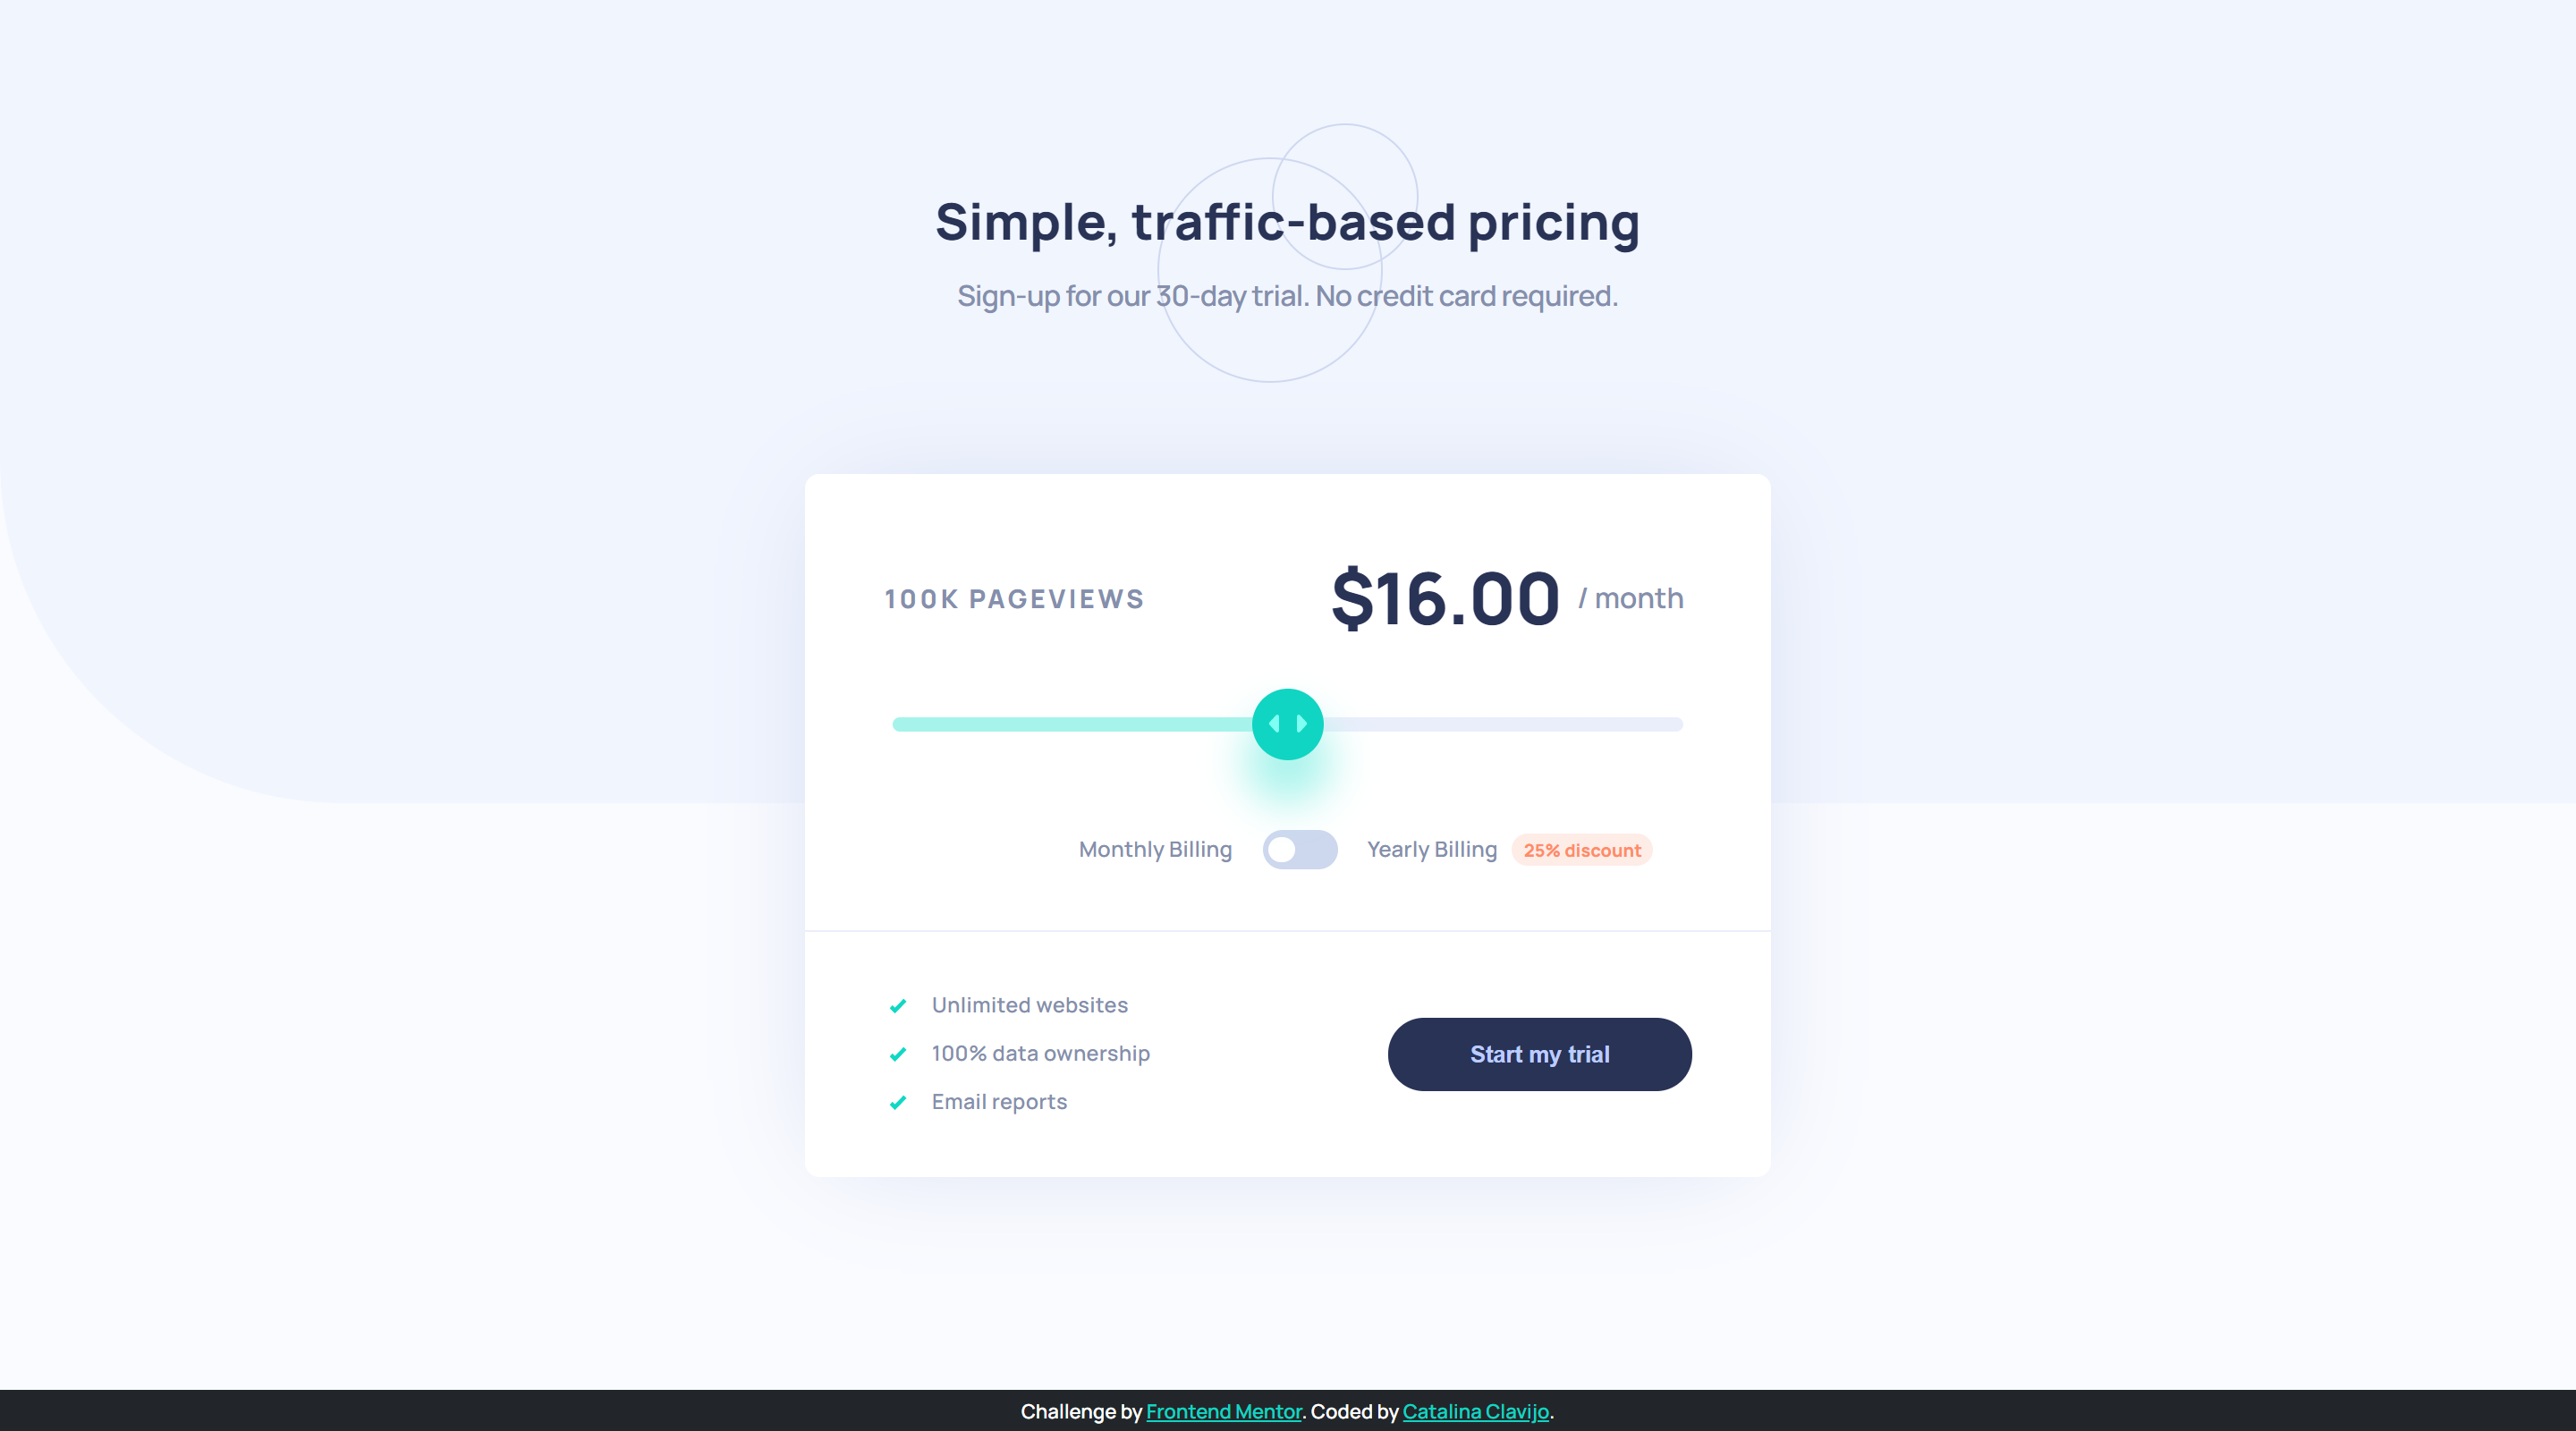 Simple, traffic-based pricing
Sign-up for our 30-day trial. No credit card required.
100K PAGEVIEWS
$16.00 / month
Monthly Billing
Yearly Billing
25% discount
Unlimited websites
100% data ownership
Email reports
Start my trial
Challenge by Frontend Mentor. Coded by Catalina Clavijo.